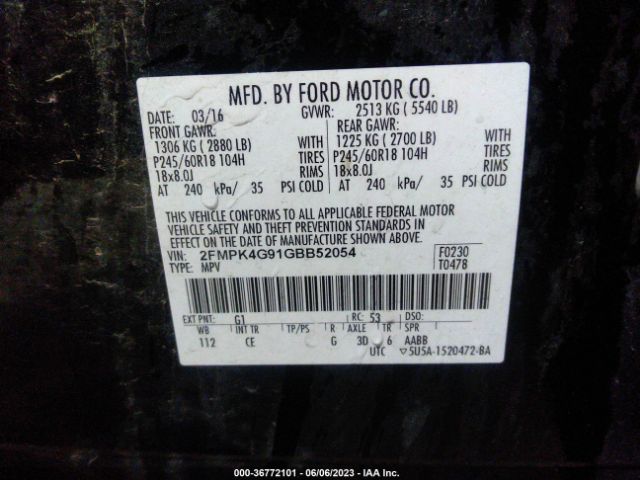 MFD. BY FORD MOTOR CO.
DATE: 03/16 GVWR: 2513 KG ( 5540 LB)
FRONT GAWR: REAR GAWR:
1306 KG ( 2880 LB) WITH 1225 KG ( 2700 LB) WITH
P245/60R18 104H TIRES P245/60R18 104H TIRES
18x8.0J RIMS 18x8.0J RIMS
AT 240 kPa/ 35 PSI COLD AT 240 kPa/ 35 PSI COLD
THIS VEHICLE CONFORMS TO ALL APPLICABLE FEDERAL MOTOR
VEHICLE SAFETY AND THEFT PREVENTION STANDARDS IN
EFFECT ON THE DATE OF MANUFACTURE SHOWN ABOVE.
VIN: 2FMPK4G91GBB52054 F0230
TYPE: MPV T0478
EXT PNT: G1 RC: 53 DSO:
WB INT TR TP/PS R AXLE TR SPR
112 CE G 3D 6 AABB
UTC ▽5U5A-1520472-BA
000-36772101 - 06/06/2023 - IAA Inc.